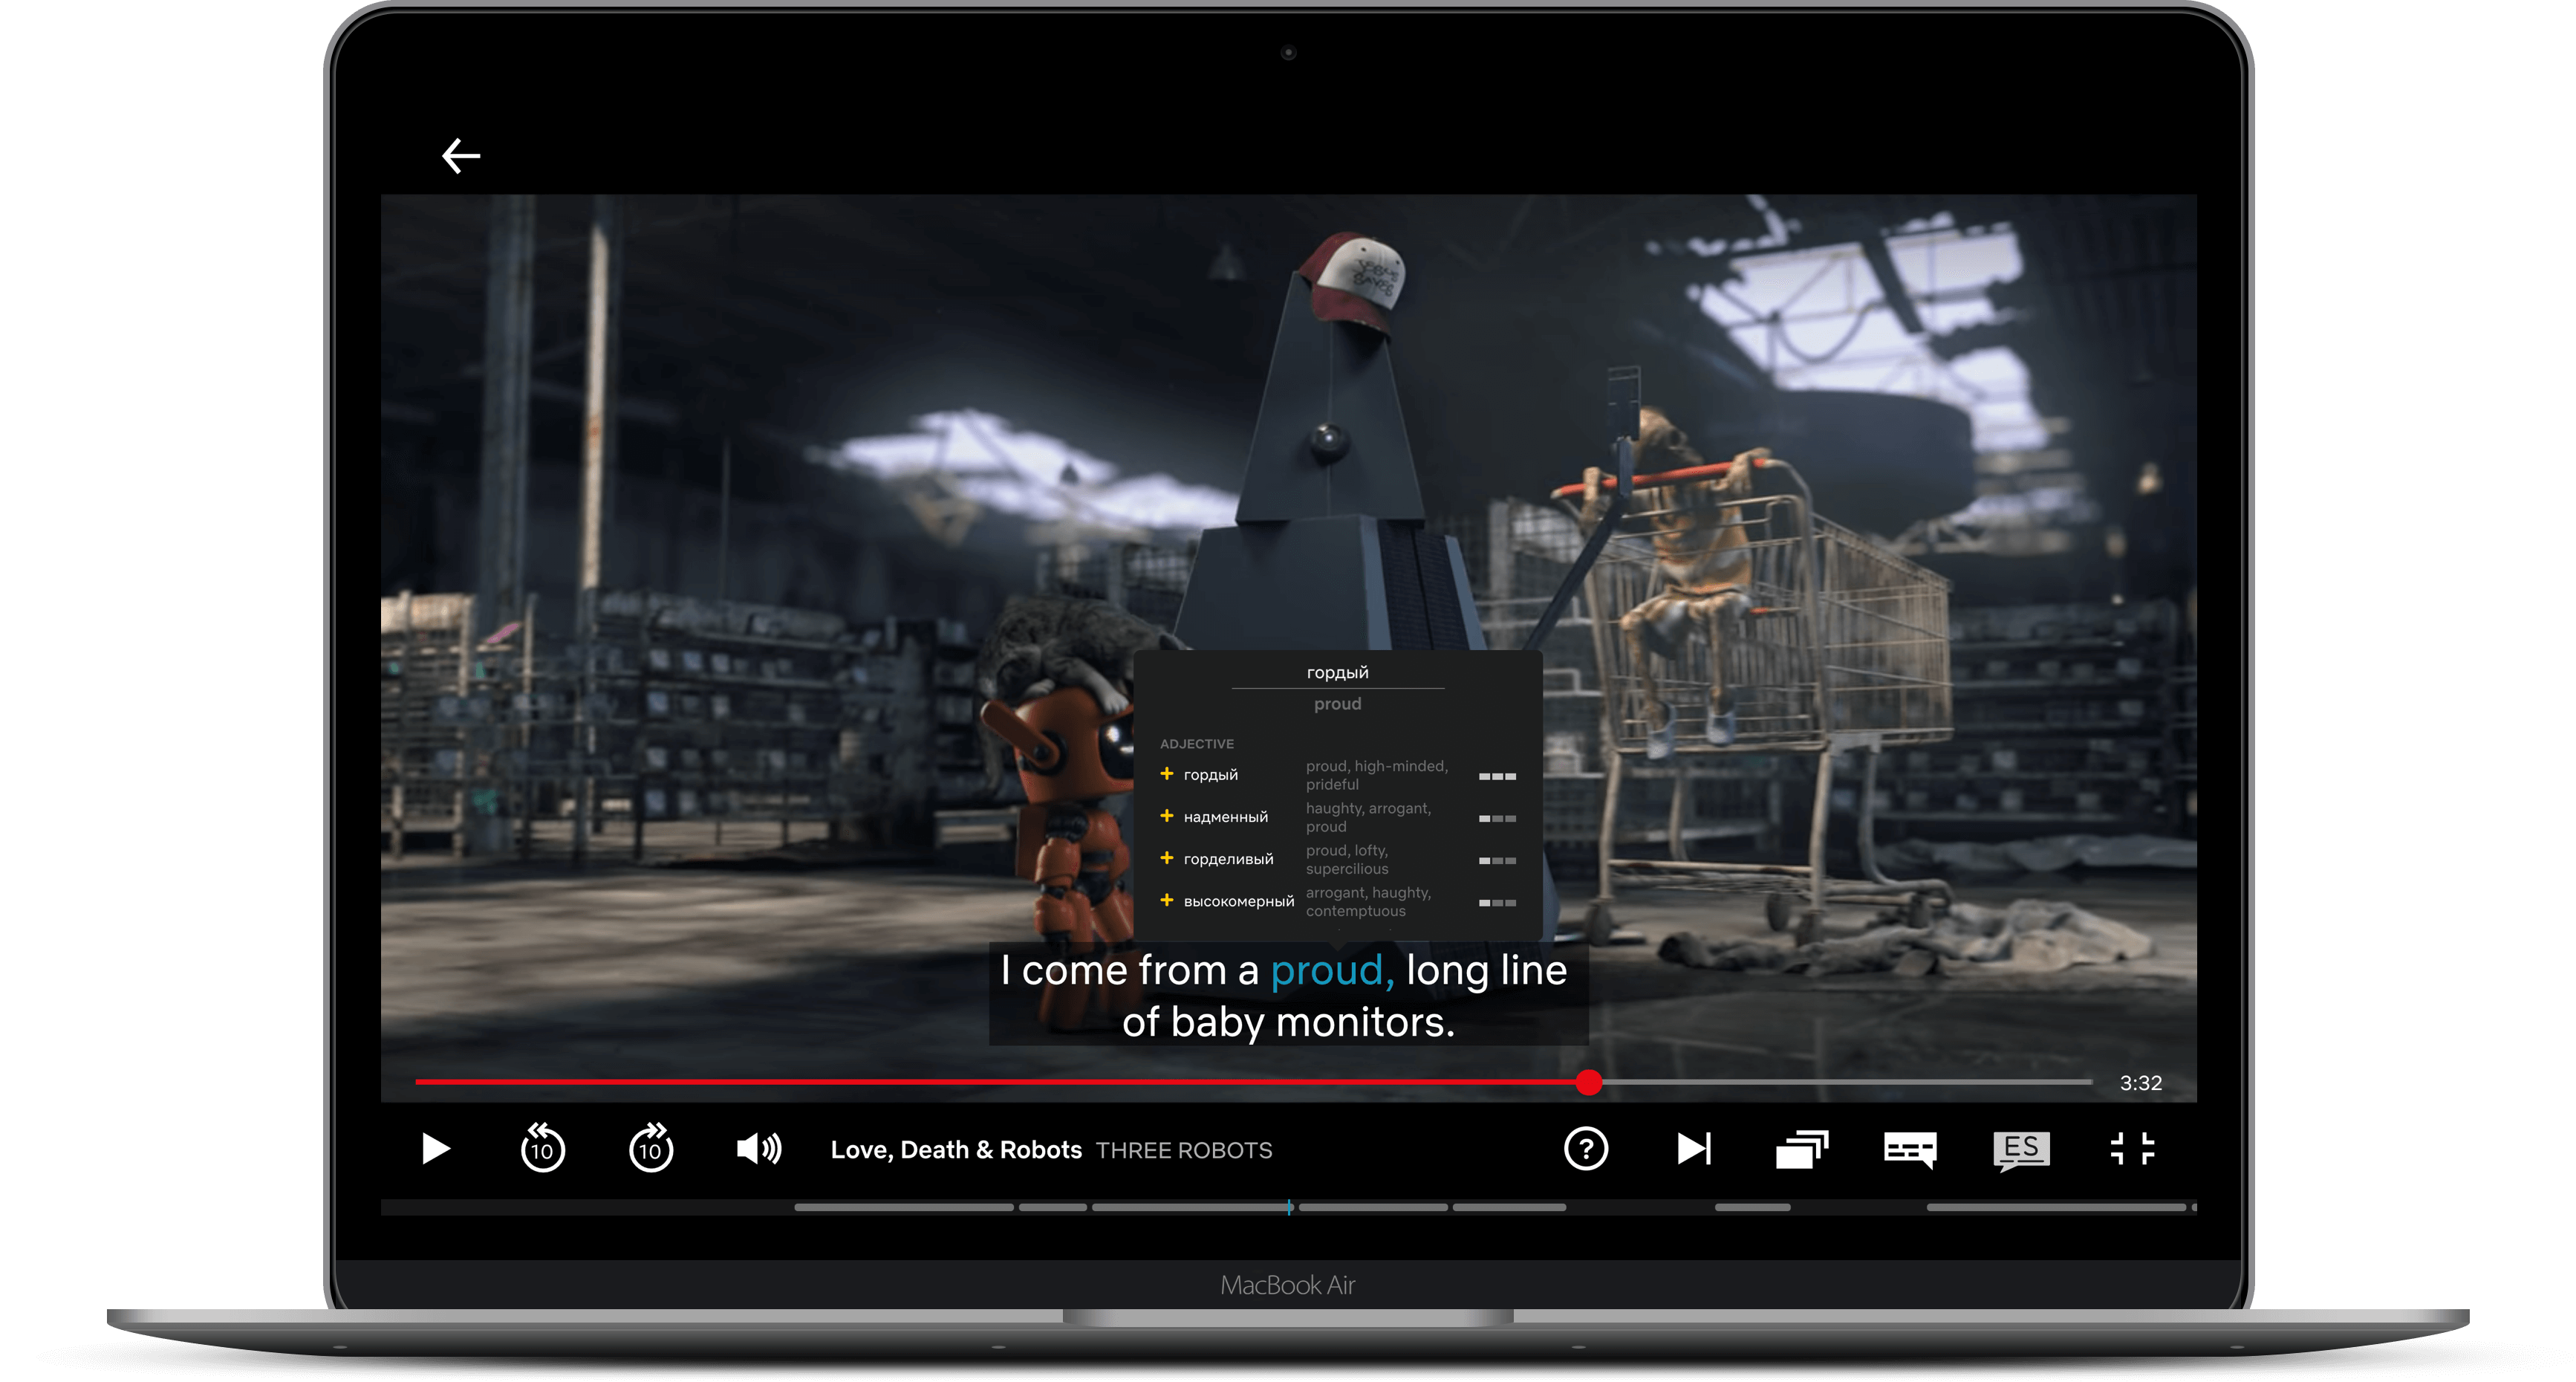 JESUS
SAVES
гордый
proud
ADJECTIVE
+ гордый proud, high-minded,
prideful
+ надменный haughty, arrogant,
proud
+ горделивый proud, lofty,
supercilious
+ высокомерный arrogant, haughty,
contemptuous
I come from a proud, long line
of baby monitors.
3:32
10
10
Love, Death & Robots THREE ROBOTS
?
ES
MacBook Air